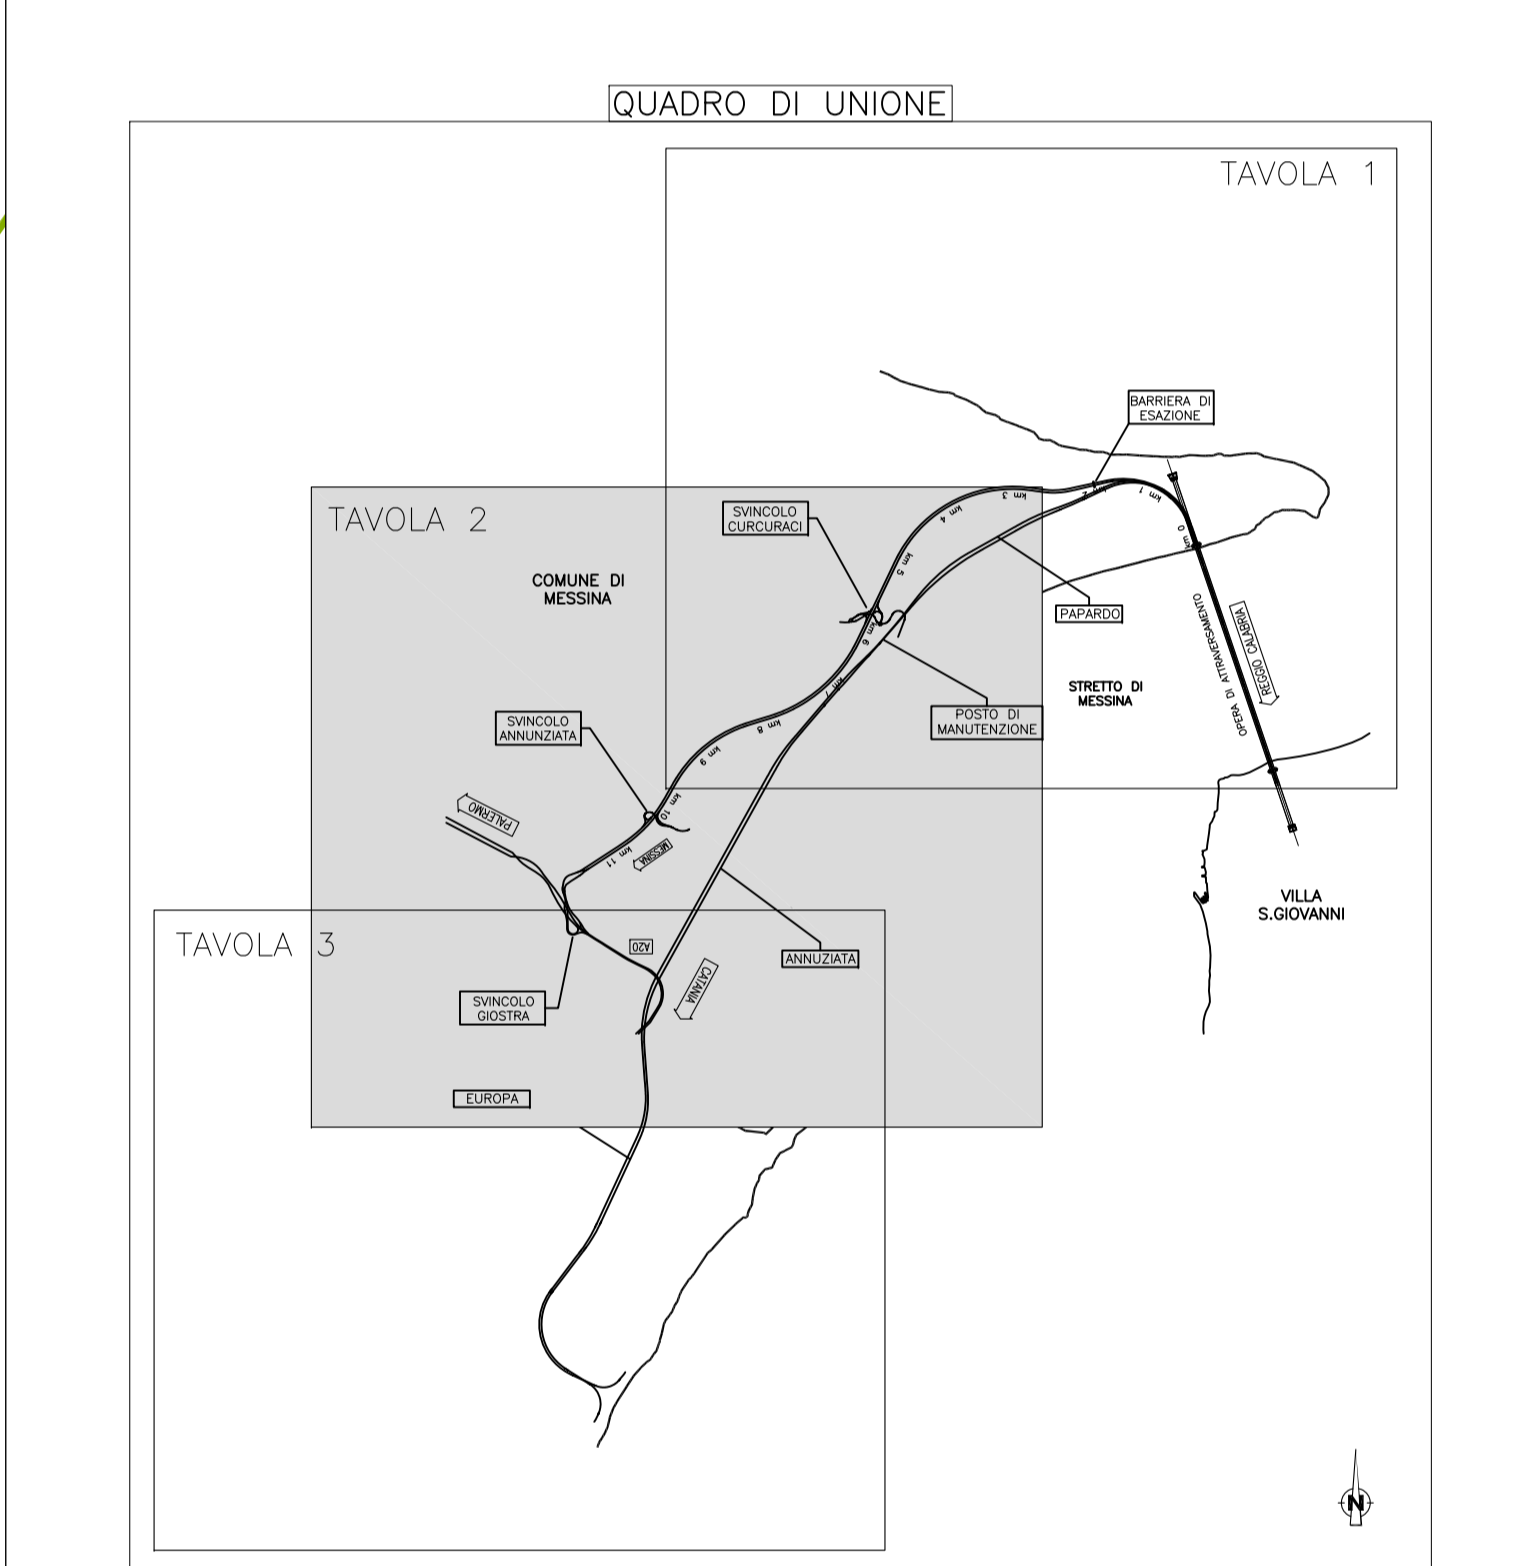 QUADRO DI UNIONE
TAVOLA 1
BARRIERA DI
ESAZIONE
TAVOLA 2
SVINCOLO
CURCURACI
COMUNE DI
MESSINA
km 0
km 1
km 2
km 3
km 4
km 5
km 6
km 7
km 8
km 9
km 10
km 11
PAPARDO
OPERA DI ATTRAVERSAMENTO
REGGIO CALABRIA
STRETTO DI
MESSINA
POSTO DI
MANUTENZIONE
SVINCOLO
ANNUNZIATA
PALERMO
MESSINA
VILLA
S.GIOVANNI
TAVOLA 3
A20
ANNUZIATA
CATANIA
SVINCOLO
GIOSTRA
EUROPA
N